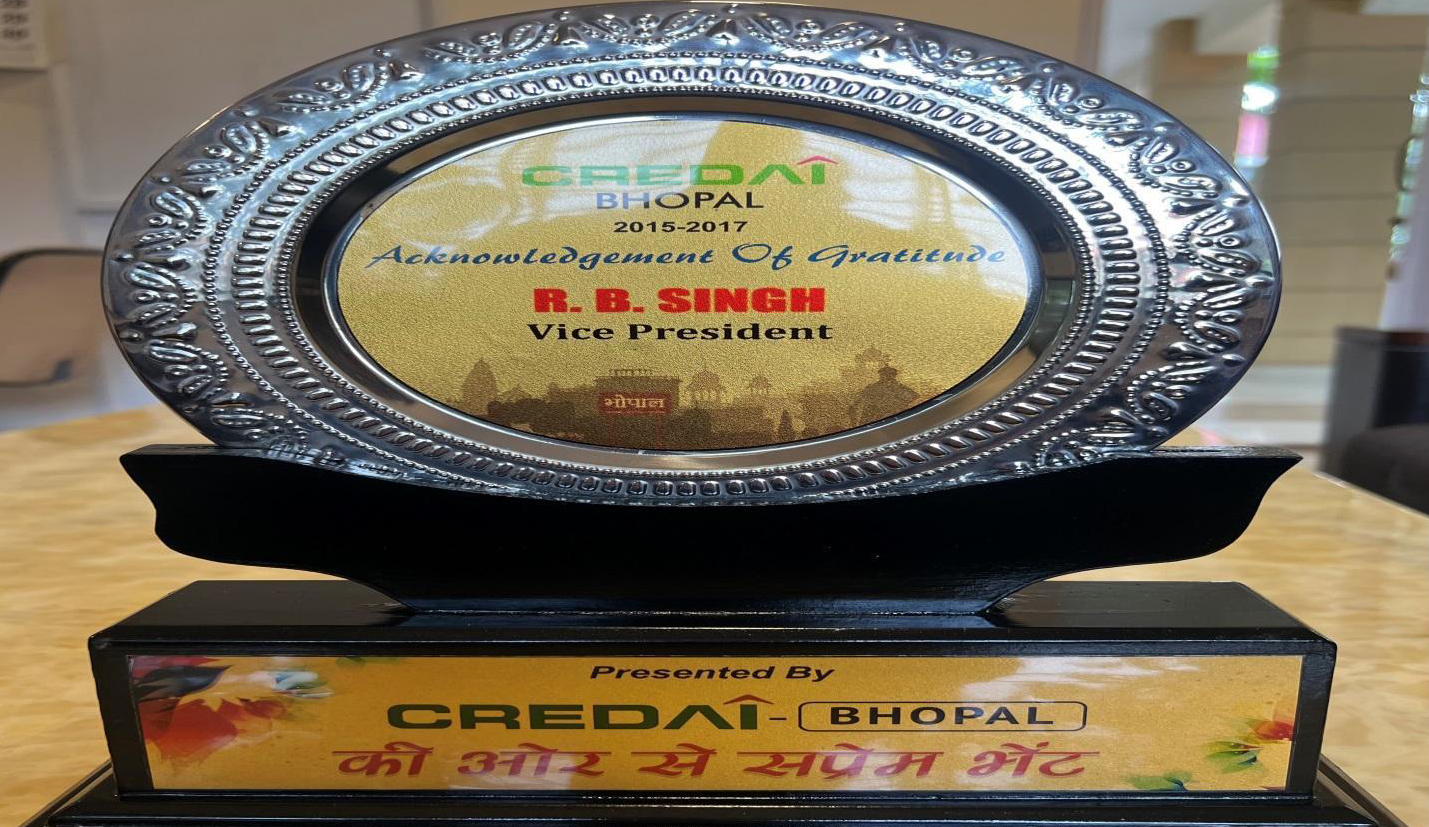 CREDAI
BHOPAL
2015-2017
Acknowledgement Of Gratitude
R. B. SINGH
Vice President
भोपाल
Presented By
CREDAI-BHOPAL
की ओर से सप्रेम भेंट